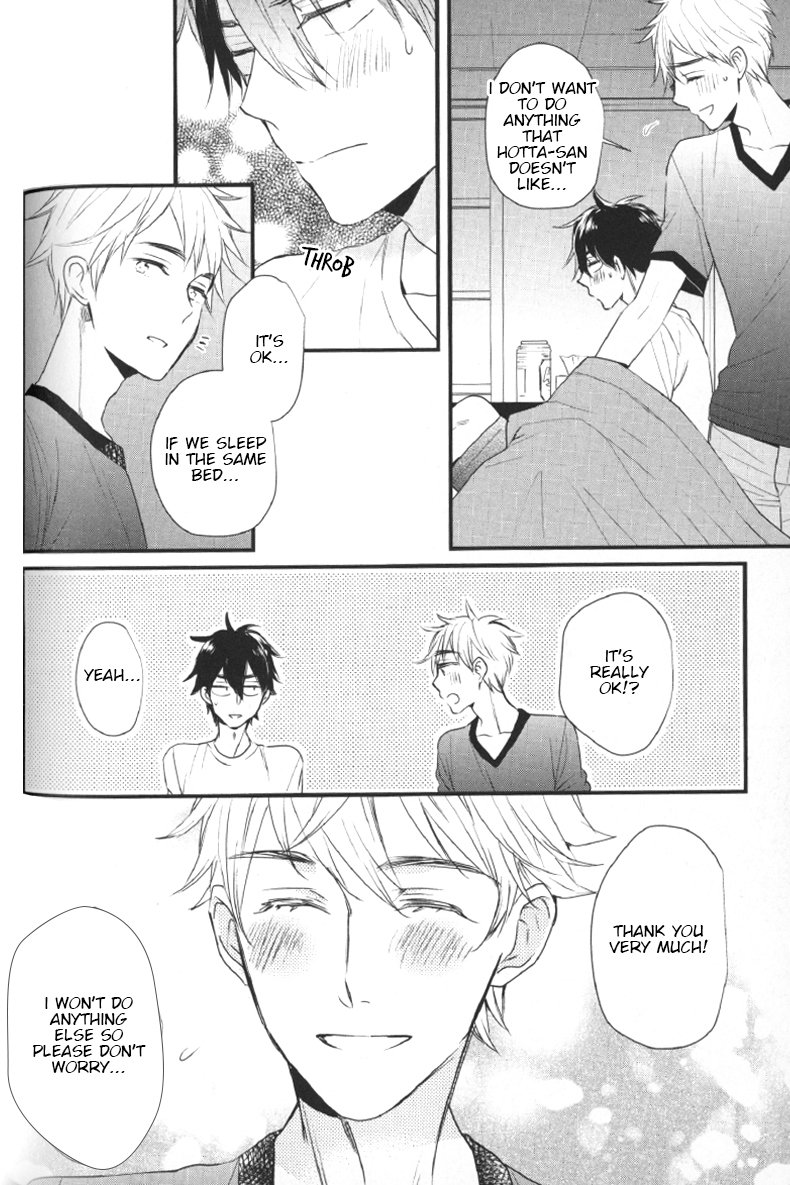 I DON'T WANT
TO DO
ANYTHING
THAT
HOTTA-SAN
DOESN'T
LIKE...
THROB
IT'S
OK...
IF WE SLEEP
IN THE SAME
BED...
IT'S
REALLY
OK!?
YEAH...
THANK YOU
VERY MUCH!
I WON'T DO
ANYTHING
ELSE SO
PLEASE DON'T
WORRY...